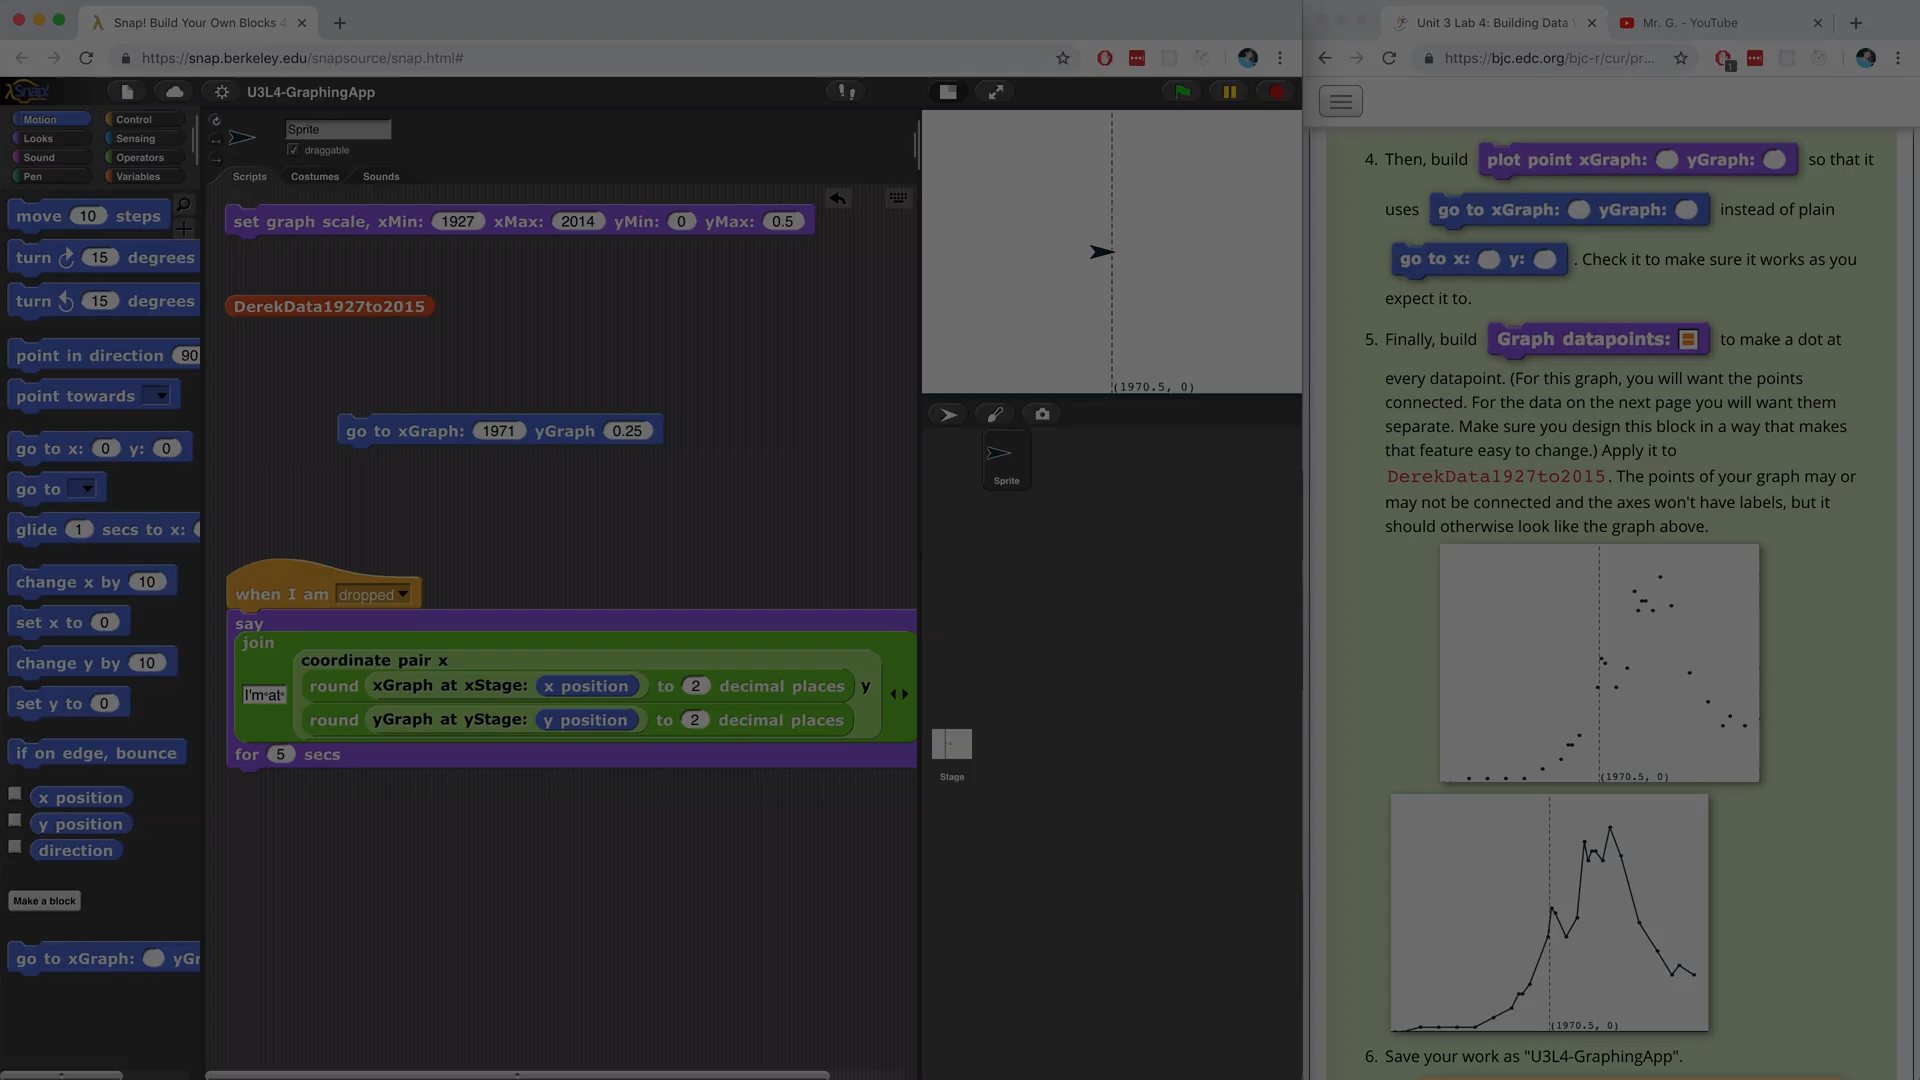 Snap! Build Your Own Blocks 4
Unit 3 Lab 4: Building Data V
Mr. G. - YouTube
https://snap.berkeley.edu/snapsource/snap.html#
https://bjc.edc.org/bjc-r/cur/pr...
1
Snap!
U3L4-GraphingApp
Motion
Control
Looks
Sensing
Sound
Operators
Pen
Variables
Sprite
draggable
Scripts
Costumes
Sounds
move 10 steps
turn 15 degrees
turn 15 degrees
point in direction 90
point towards
go to x: 0 y: 0
go to
glide 1 secs to x:
change x by 10
set x to 0
change y by 10
set y to 0
if on edge, bounce
x position
y position
direction
Make a block
go to xGraph: yGr
set graph scale, xMin: 1927 xMax: 2014 yMin: 0 yMax: 0.5
DerekData1927to2015
go to xGraph: 1971 yGraph 0.25
when I am dropped
say
join
coordinate pair x
I'm at
round xGraph at xStage: x position to 2 decimal places y
round yGraph at yStage: y position to 2 decimal places
for 5 secs
(1970.5, 0)
Sprite
Stage
4. Then, build plot point xGraph: yGraph: so that it
uses go to xGraph: yGraph: instead of plain
go to x: y: . Check it to make sure it works as you
expect it to.
5. Finally, build Graph datapoints: to make a dot at
every datapoint. (For this graph, you will want the points
connected. For the data on the next page you will want them
separate. Make sure you design this block in a way that makes
that feature easy to change.) Apply it to
DerekData1927to2015. The points of your graph may or
may not be connected and the axes won't have labels, but it
should otherwise look like the graph above.
(1970.5, 0)
(1970.5, 0)
6. Save your work as "U3L4-GraphingApp".